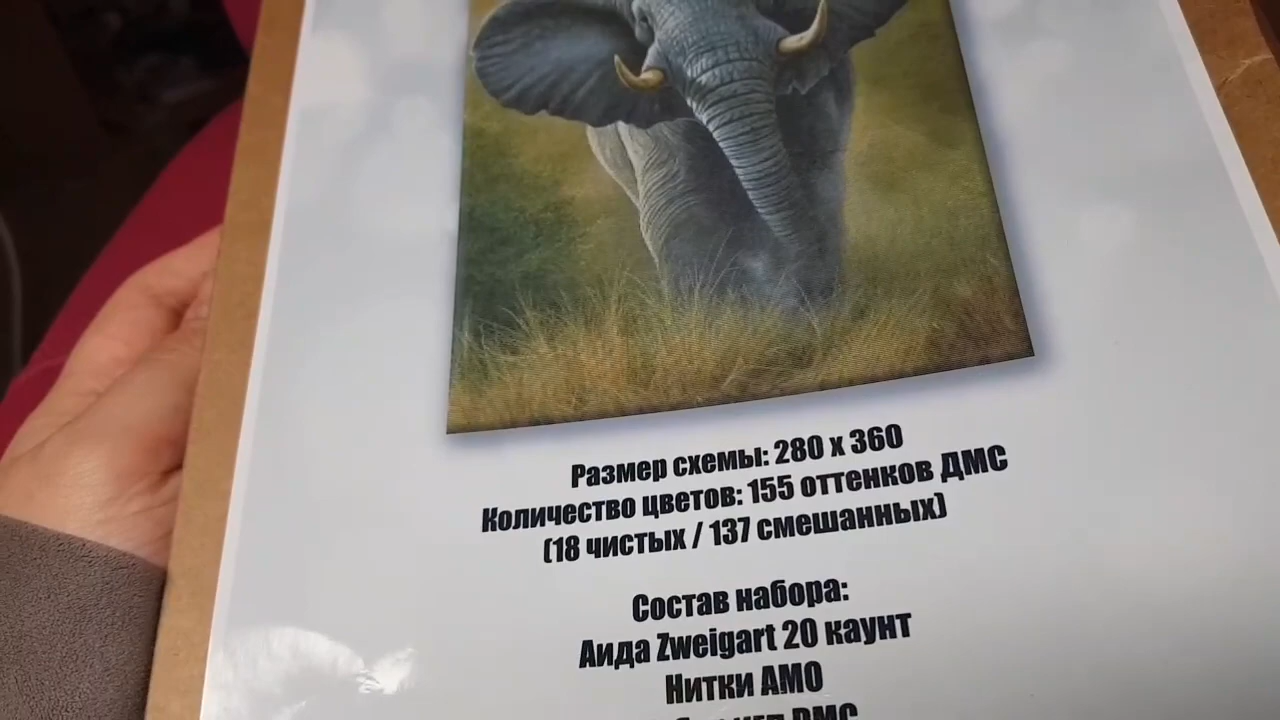 Размер схемы: 280 х 360
Количество цветов: 155 оттенков ДМС
(18 чистых / 137 смешанных)
Состав набора:
Аида Zweigart 20 каунт
Нитки АМО
DMC